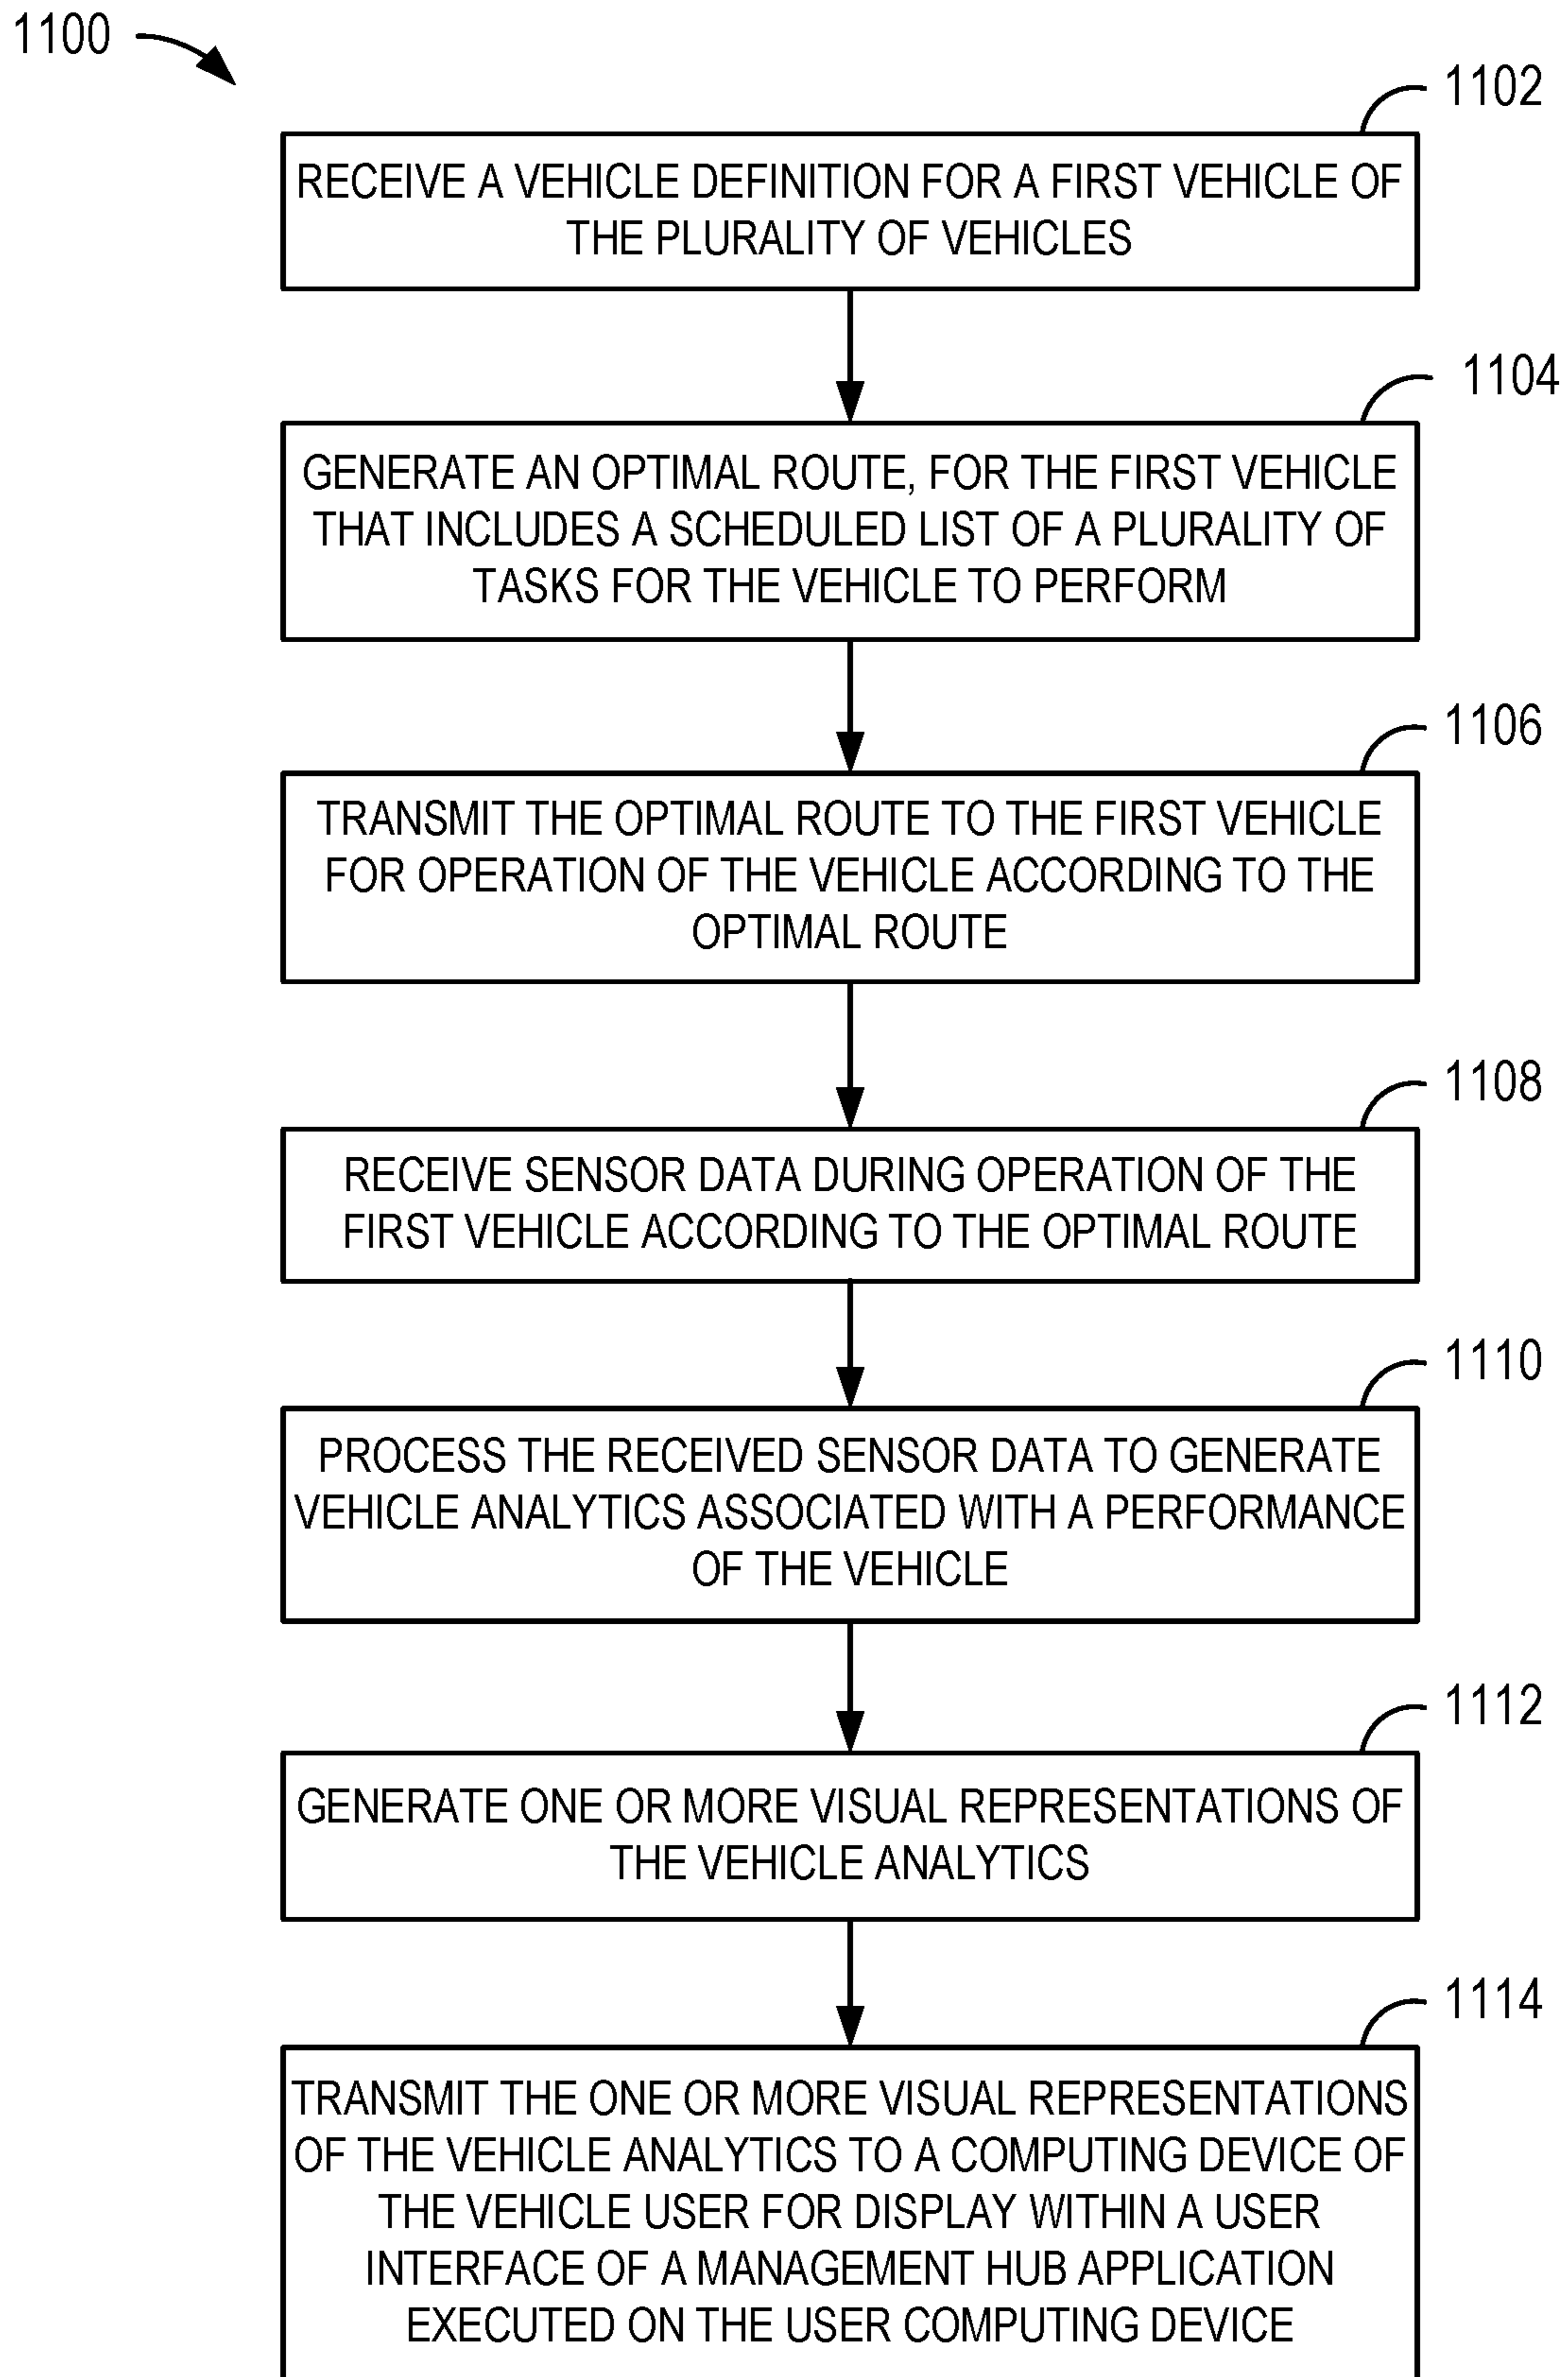 1100
1102
RECEIVE A VEHICLE DEFINITION FOR A FIRST VEHICLE OF
THE PLURALITY OF VEHICLES
1104
GENERATE AN OPTIMAL ROUTE, FOR THE FIRST VEHICLE
THAT INCLUDES A SCHEDULED LIST OF A PLURALITY OF
TASKS FOR THE VEHICLE TO PERFORM
1106
TRANSMIT THE OPTIMAL ROUTE TO THE FIRST VEHICLE
FOR OPERATION OF THE VEHICLE ACCORDING TO THE
OPTIMAL ROUTE
1108
RECEIVE SENSOR DATA DURING OPERATION OF THE
FIRST VEHICLE ACCORDING TO THE OPTIMAL ROUTE
1110
PROCESS THE RECEIVED SENSOR DATA TO GENERATE
VEHICLE ANALYTICS ASSOCIATED WITH A PERFORMANCE
OF THE VEHICLE
1112
GENERATE ONE OR MORE VISUAL REPRESENTATIONS OF
THE VEHICLE ANALYTICS
1114
TRANSMIT THE ONE OR MORE VISUAL REPRESENTATIONS
OF THE VEHICLE ANALYTICS TO A COMPUTING DEVICE OF
THE VEHICLE USER FOR DISPLAY WITHIN A USER
INTERFACE OF A MANAGEMENT HUB APPLICATION
EXECUTED ON THE USER COMPUTING DEVICE